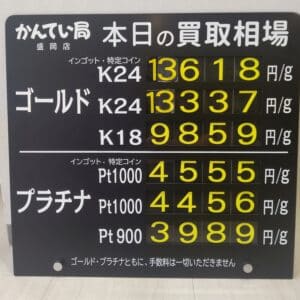 かんてい局
盛岡店
本日の買取相場
インゴット・特定コイン
K24 13618 円/g
ゴールド K24 13337 円/g
K18 9859 円/g
インゴット・特定コイン
Pt1000 4555 円/g
プラチナ Pt1000 4456 円/g
Pt900 3989 円/g
ゴールド・プラチナともに、手数料は一切いただきません